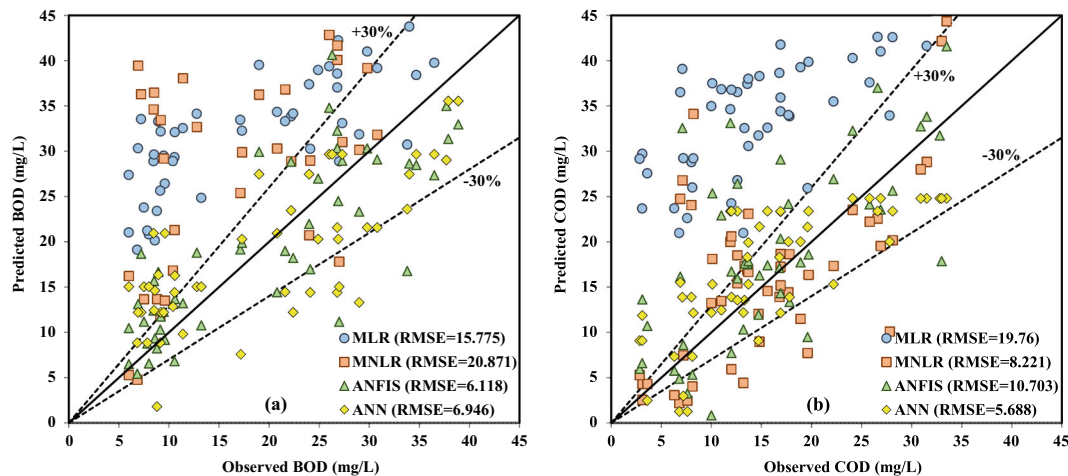 45
40
35
30
25
20
15
10
5
0
Predicted BOD (mg/L)
+30%
-30%
MLR (RMSE=15.775)
MNLR (RMSE=20.871)
ANFIS (RMSE=6.118)
ANN (RMSE=6.946)
(a)
0 5 10 15 20 25 30 35 40 45
Observed BOD (mg/L)
45
40
35
30
25
20
15
10
5
0
Predicted COD (mg/L)
+30%
-30%
MLR (RMSE=19.76)
MNLR (RMSE=8.221)
ANFIS (RMSE=10.703)
ANN (RMSE=5.688)
(b)
0 5 10 15 20 25 30 35 40 45
Observed COD (mg/L)